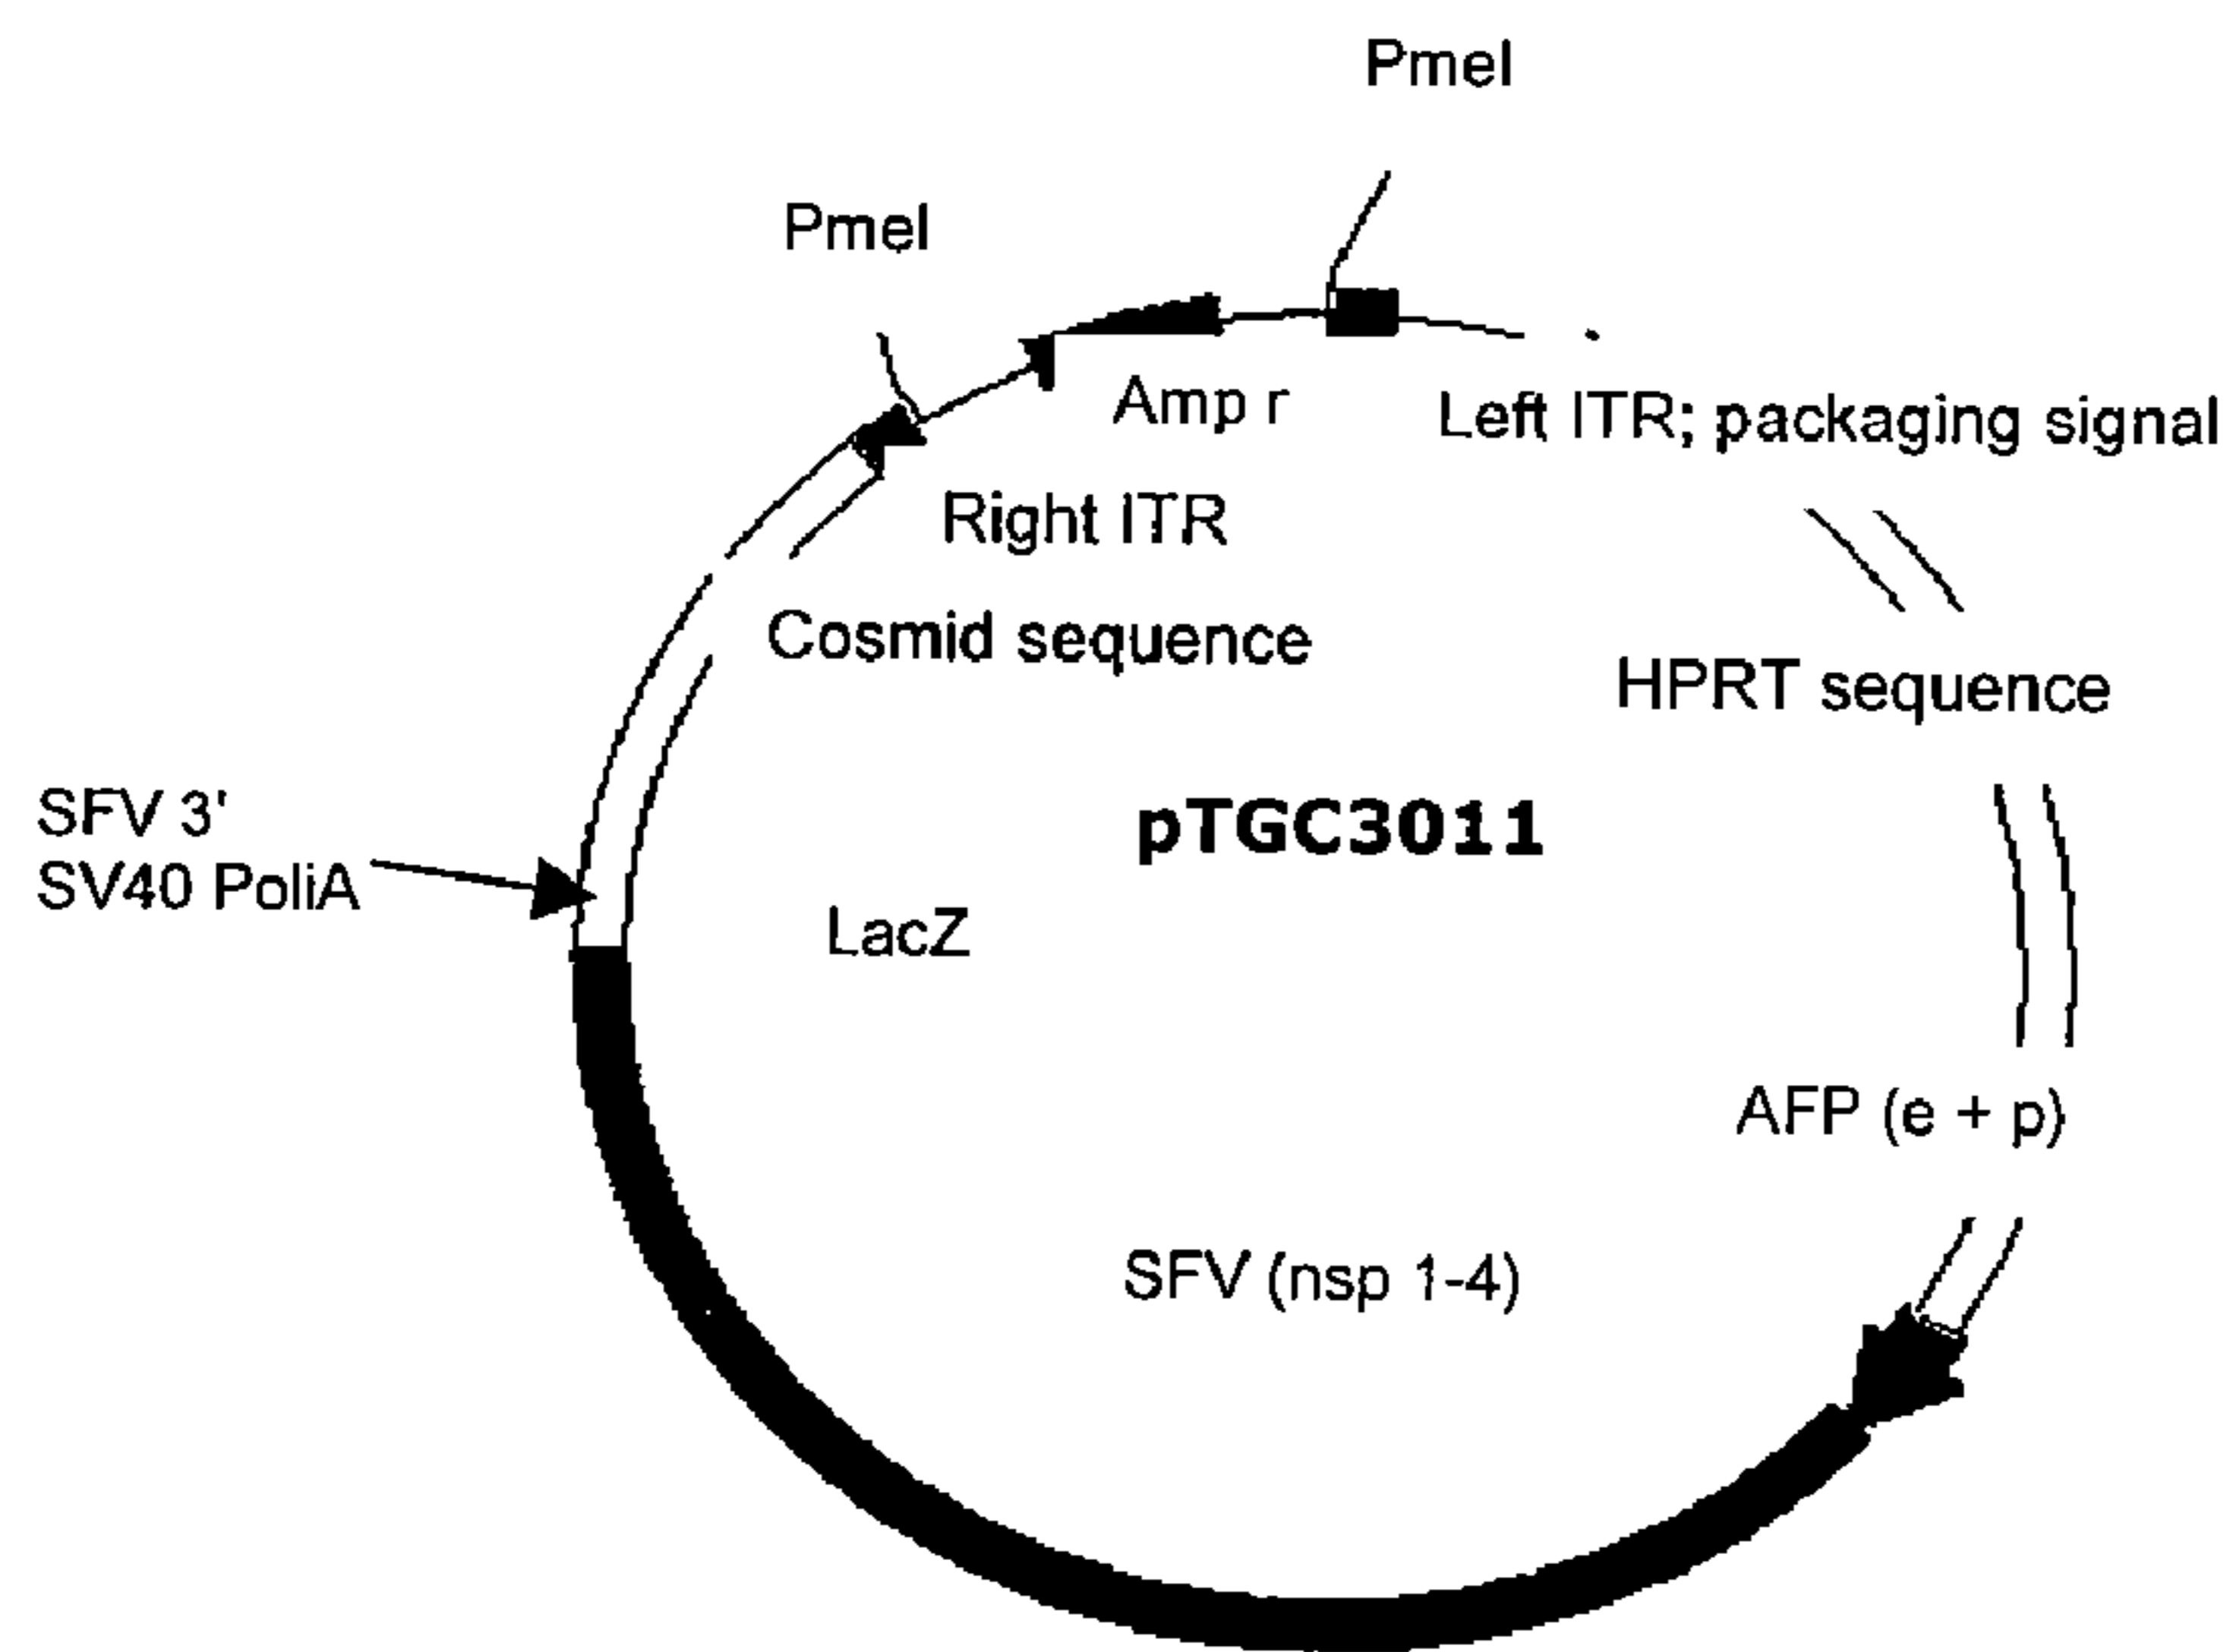 PmeI
PmeI
Amp r
Left ITR; packaging signal
Right ITR
Cosmid sequence
HPRT sequence
SFV 3'
SV40 PoliA
pTGC3011
LacZ
AFP (e + p)
SFV (nsp 1-4)